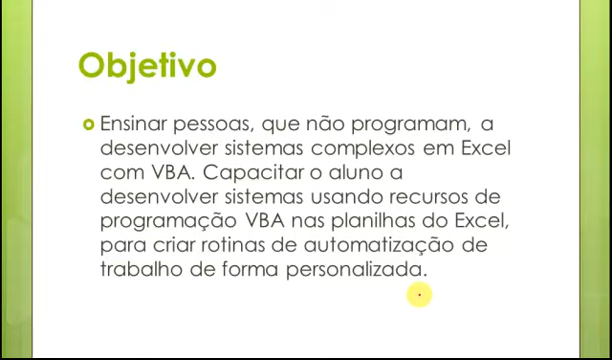 Objetivo
Ensinar pessoas, que não programam, a
desenvolver sistemas complexos em Excel
com VBA. Capacitar o aluno a
desenvolver sistemas usando recursos de
programação VBA nas planilhas do Excel,
para criar rotinas de automatização de
trabalho de forma personalizada.